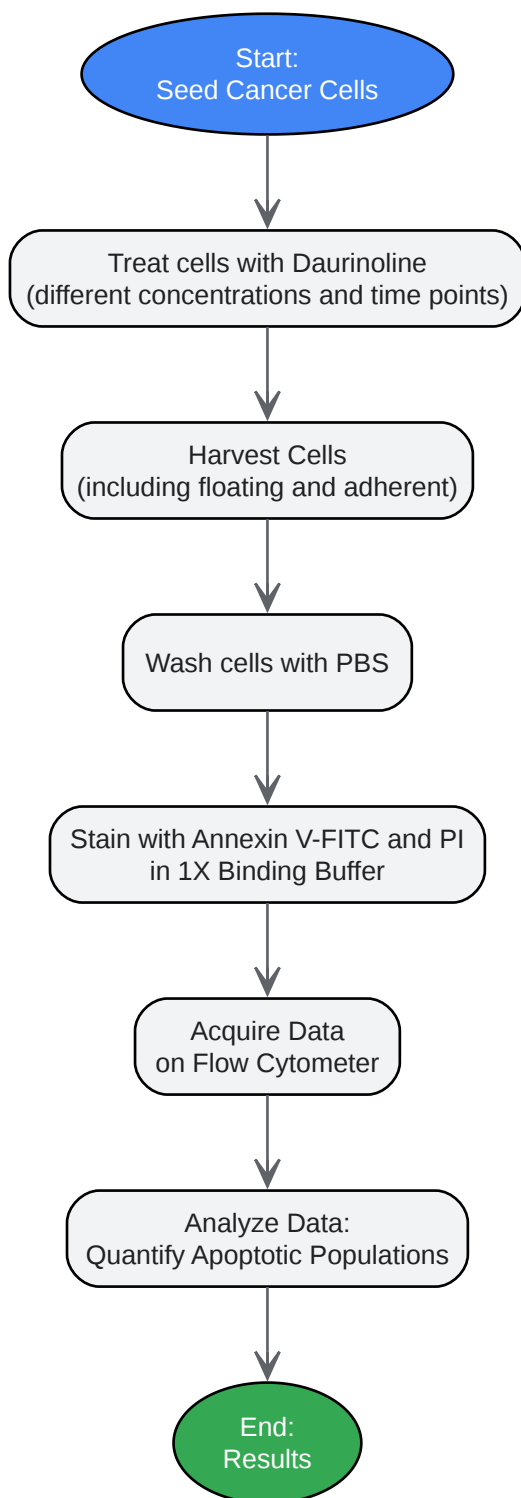 Start:
Seed Cancer Cells
Treat cells with Daurinoline
(different concentrations and time points)
Harvest Cells
(including floating and adherent)
Wash cells with PBS
Stain with Annexin V-FITC and PI
in 1X Binding Buffer
Acquire Data
on Flow Cytometer
Analyze Data:
Quantify Apoptotic Populations
End:
Results